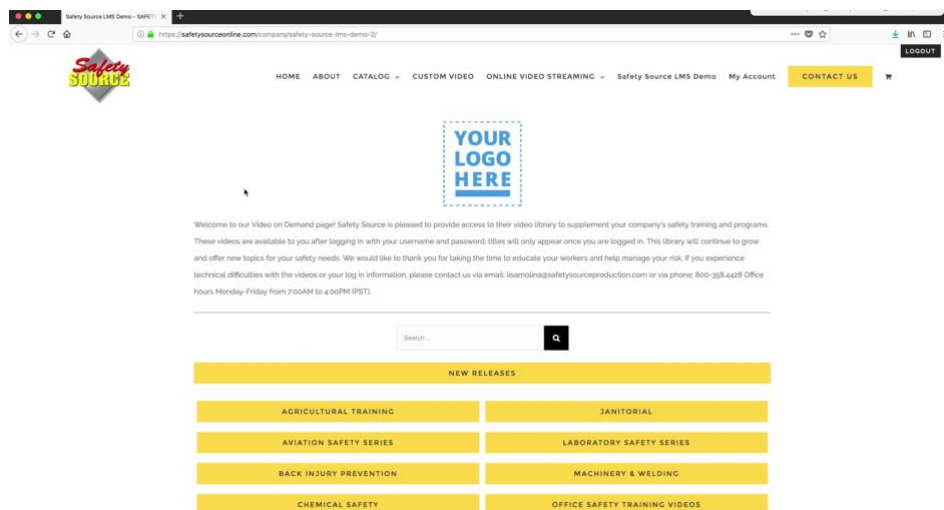 Safety Source LMS Demo – SAFETY
https://safetysourceonline.com/company/safety-source-lms-demo-2/
LOGOUT
Safety
SOURCE
HOME ABOUT CATALOG CUSTOM VIDEO ONLINE VIDEO STREAMING Safety Source LMS Demo My Account CONTACT US
YOUR
LOGO
HERE
Welcome to our Video on Demand page! Safety Source is pleased to provide access to their video library to supplement your company's safety training and programs.
These videos are available to you after logging in with your username and password, titles will only appear once you are logged in. This library will continue to grow
and offer new topics for your safety needs. We would like to thank you for taking the time to educate your workers and help manage your risk. If you experience
technical difficulties with the videos or your log in information, please contact us via email: lisamolina@safetysourceproduction.com or via phone: 800-358.4428 Office
hours Monday-Friday from 7:00AM to 4:00PM (PST).
Search ...
NEW RELEASES
AGRICULTURAL TRAINING JANITORIAL
AVIATION SAFETY SERIES LABORATORY SAFETY SERIES
BACK INJURY PREVENTION MACHINERY & WELDING
CHEMICAL SAFETY OFFICE SAFETY TRAINING VIDEOS